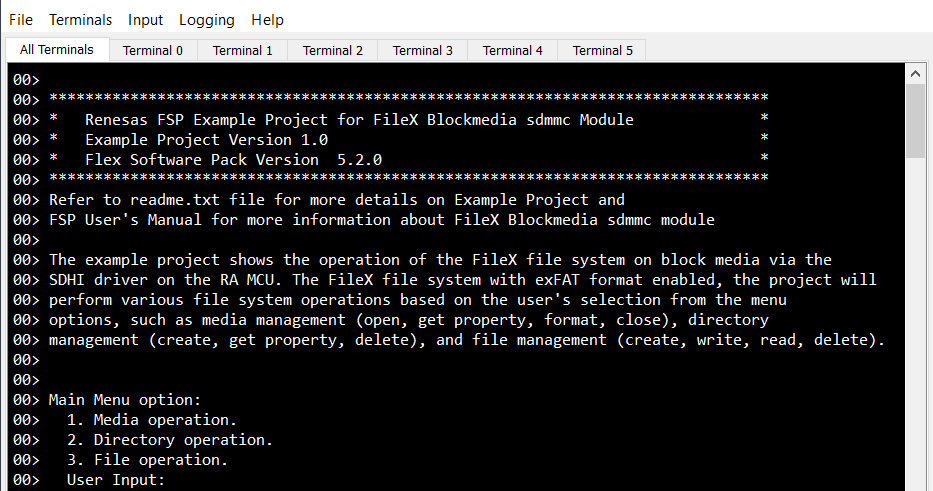 File Terminals Input Logging Help
All Terminals Terminal 0 Terminal 1 Terminal 2 Terminal 3 Terminal 4 Terminal 5
00>
00> ********************************************************************************
00> *   Renesas FSP Example Project for FileX Blockmedia sdmmc Module              *
00> *   Example Project Version 1.0                                                *
00> *   Flex Software Pack Version  5.2.0                                          *
00> ********************************************************************************
00> Refer to readme.txt file for more details on Example Project and
00> FSP User's Manual for more information about FileX Blockmedia sdmmc module
00>
00> The example project shows the operation of the FileX file system on block media via the
00> SDHI driver on the RA MCU. The FileX file system with exFAT format enabled, the project will
00> perform various file system operations based on the user's selection from the menu
00> options, such as media management (open, get property, format, close), directory
00> management (create, get property, delete), and file management (create, write, read, delete).
00>
00>
00> Main Menu option:
00>   1. Media operation.
00>   2. Directory operation.
00>   3. File operation.
00>   User Input: